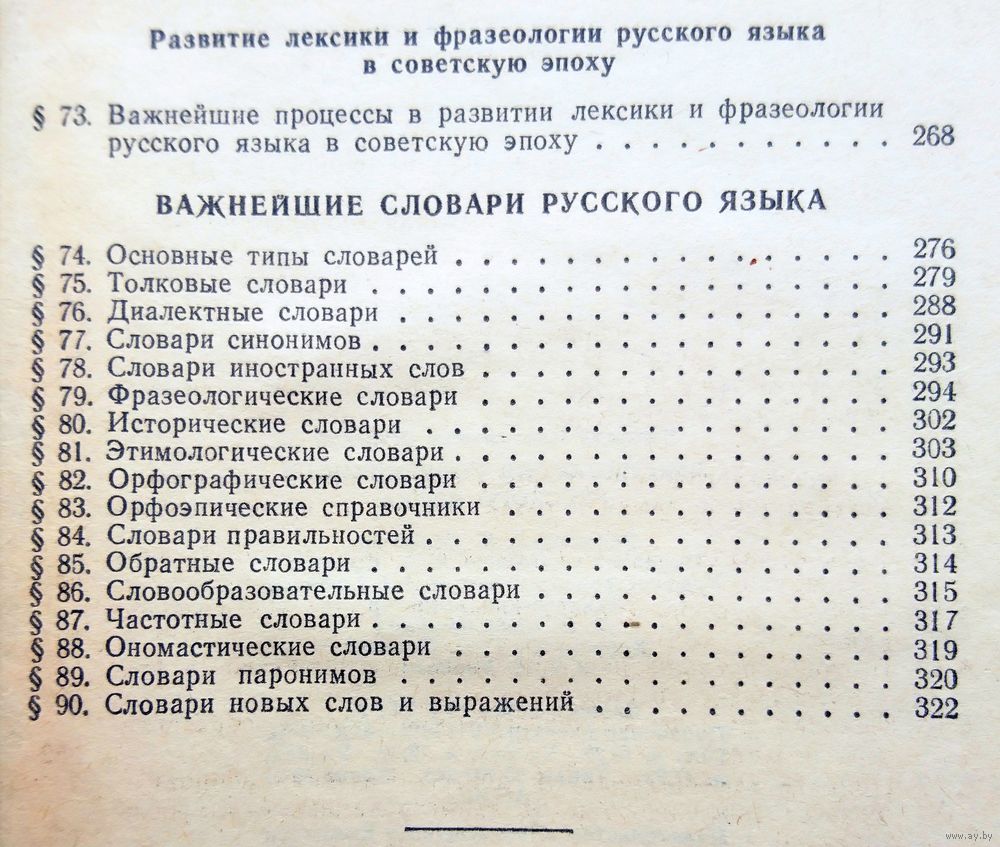 Развитие лексики и фразеологии русского языка
в советскую эпоху
§ 73. Важнейшие процессы в развитии лексики и фразеологии
русского языка в советскую эпоху . . . . . . . . . . . 268
ВАЖНЕЙШИЕ СЛОВАРИ РУССКОГО ЯЗЫКА
§ 74. Основные типы словарей . . . . . . . . . . . . . . . . 276
§ 75. Толковые словари . . . . . . . . . . . . . . . . . . . 279
§ 76. Диалектные словари . . . . . . . . . . . . . . . . . . 288
§ 77. Словари синонимов . . . . . . . . . . . . . . . . . . . 291
§ 78. Словари иностранных слов . . . . . . . . . . . . . . . 293
§ 79. Фразеологические словари . . . . . . . . . . . . . . . 294
§ 80. Исторические словари . . . . . . . . . . . . . . . . . 302
§ 81. Этимологические словари . . . . . . . . . . . . . . . . 303
§ 82. Орфографические словари . . . . . . . . . . . . . . . 310
§ 83. Орфоэпические справочники . . . . . . . . . . . . . . 312
§ 84. Словари правильностей . . . . . . . . . . . . . . . . . 313
§ 85. Обратные словари . . . . . . . . . . . . . . . . . . . 314
§ 86. Словообразовательные словари . . . . . . . . . . . . . 315
§ 87. Частотные словари . . . . . . . . . . . . . . . . . . . 317
§ 88. Ономастические словари . . . . . . . . . . . . . . . . 319
§ 89. Словари паронимов . . . . . . . . . . . . . . . . . . 320
§ 90. Словари новых слов и выражений . . . . . . . . . . . 322
www.ay.by